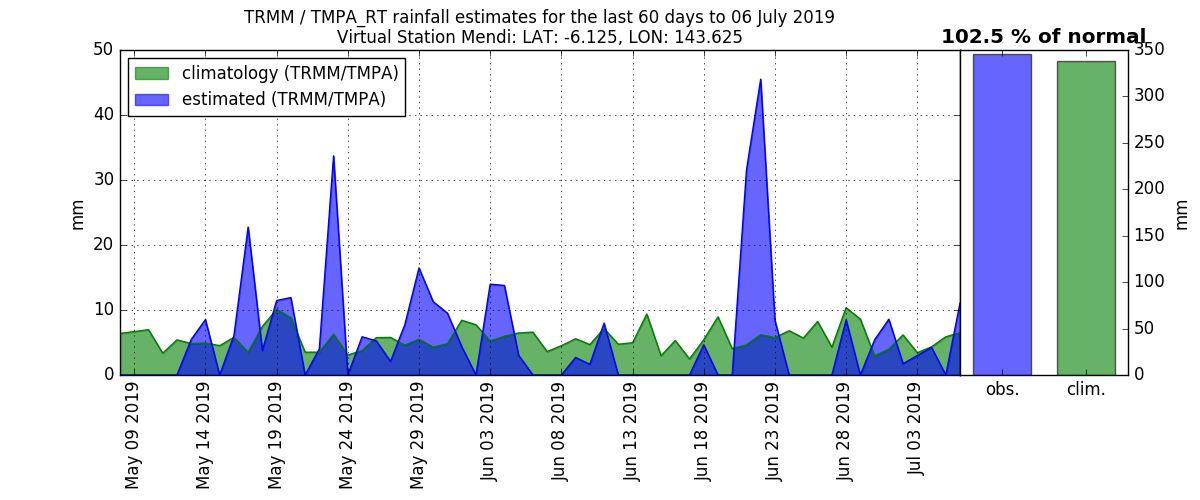 TRMM / TMPA_RT rainfall estimates for the last 60 days to 06 July 2019
Virtual Station Mendi: LAT: -6.125, LON: 143.625
102.5 % of normal
climatology (TRMM/TMPA)
estimated (TRMM/TMPA)
50
40
30
20
10
0
mm
May 09 2019
May 14 2019
May 19 2019
May 24 2019
May 29 2019
Jun 03 2019
Jun 08 2019
Jun 13 2019
Jun 18 2019
Jun 23 2019
Jun 28 2019
Jul 03 2019
obs.
clim.
350
300
250
200
150
100
50
0
mm